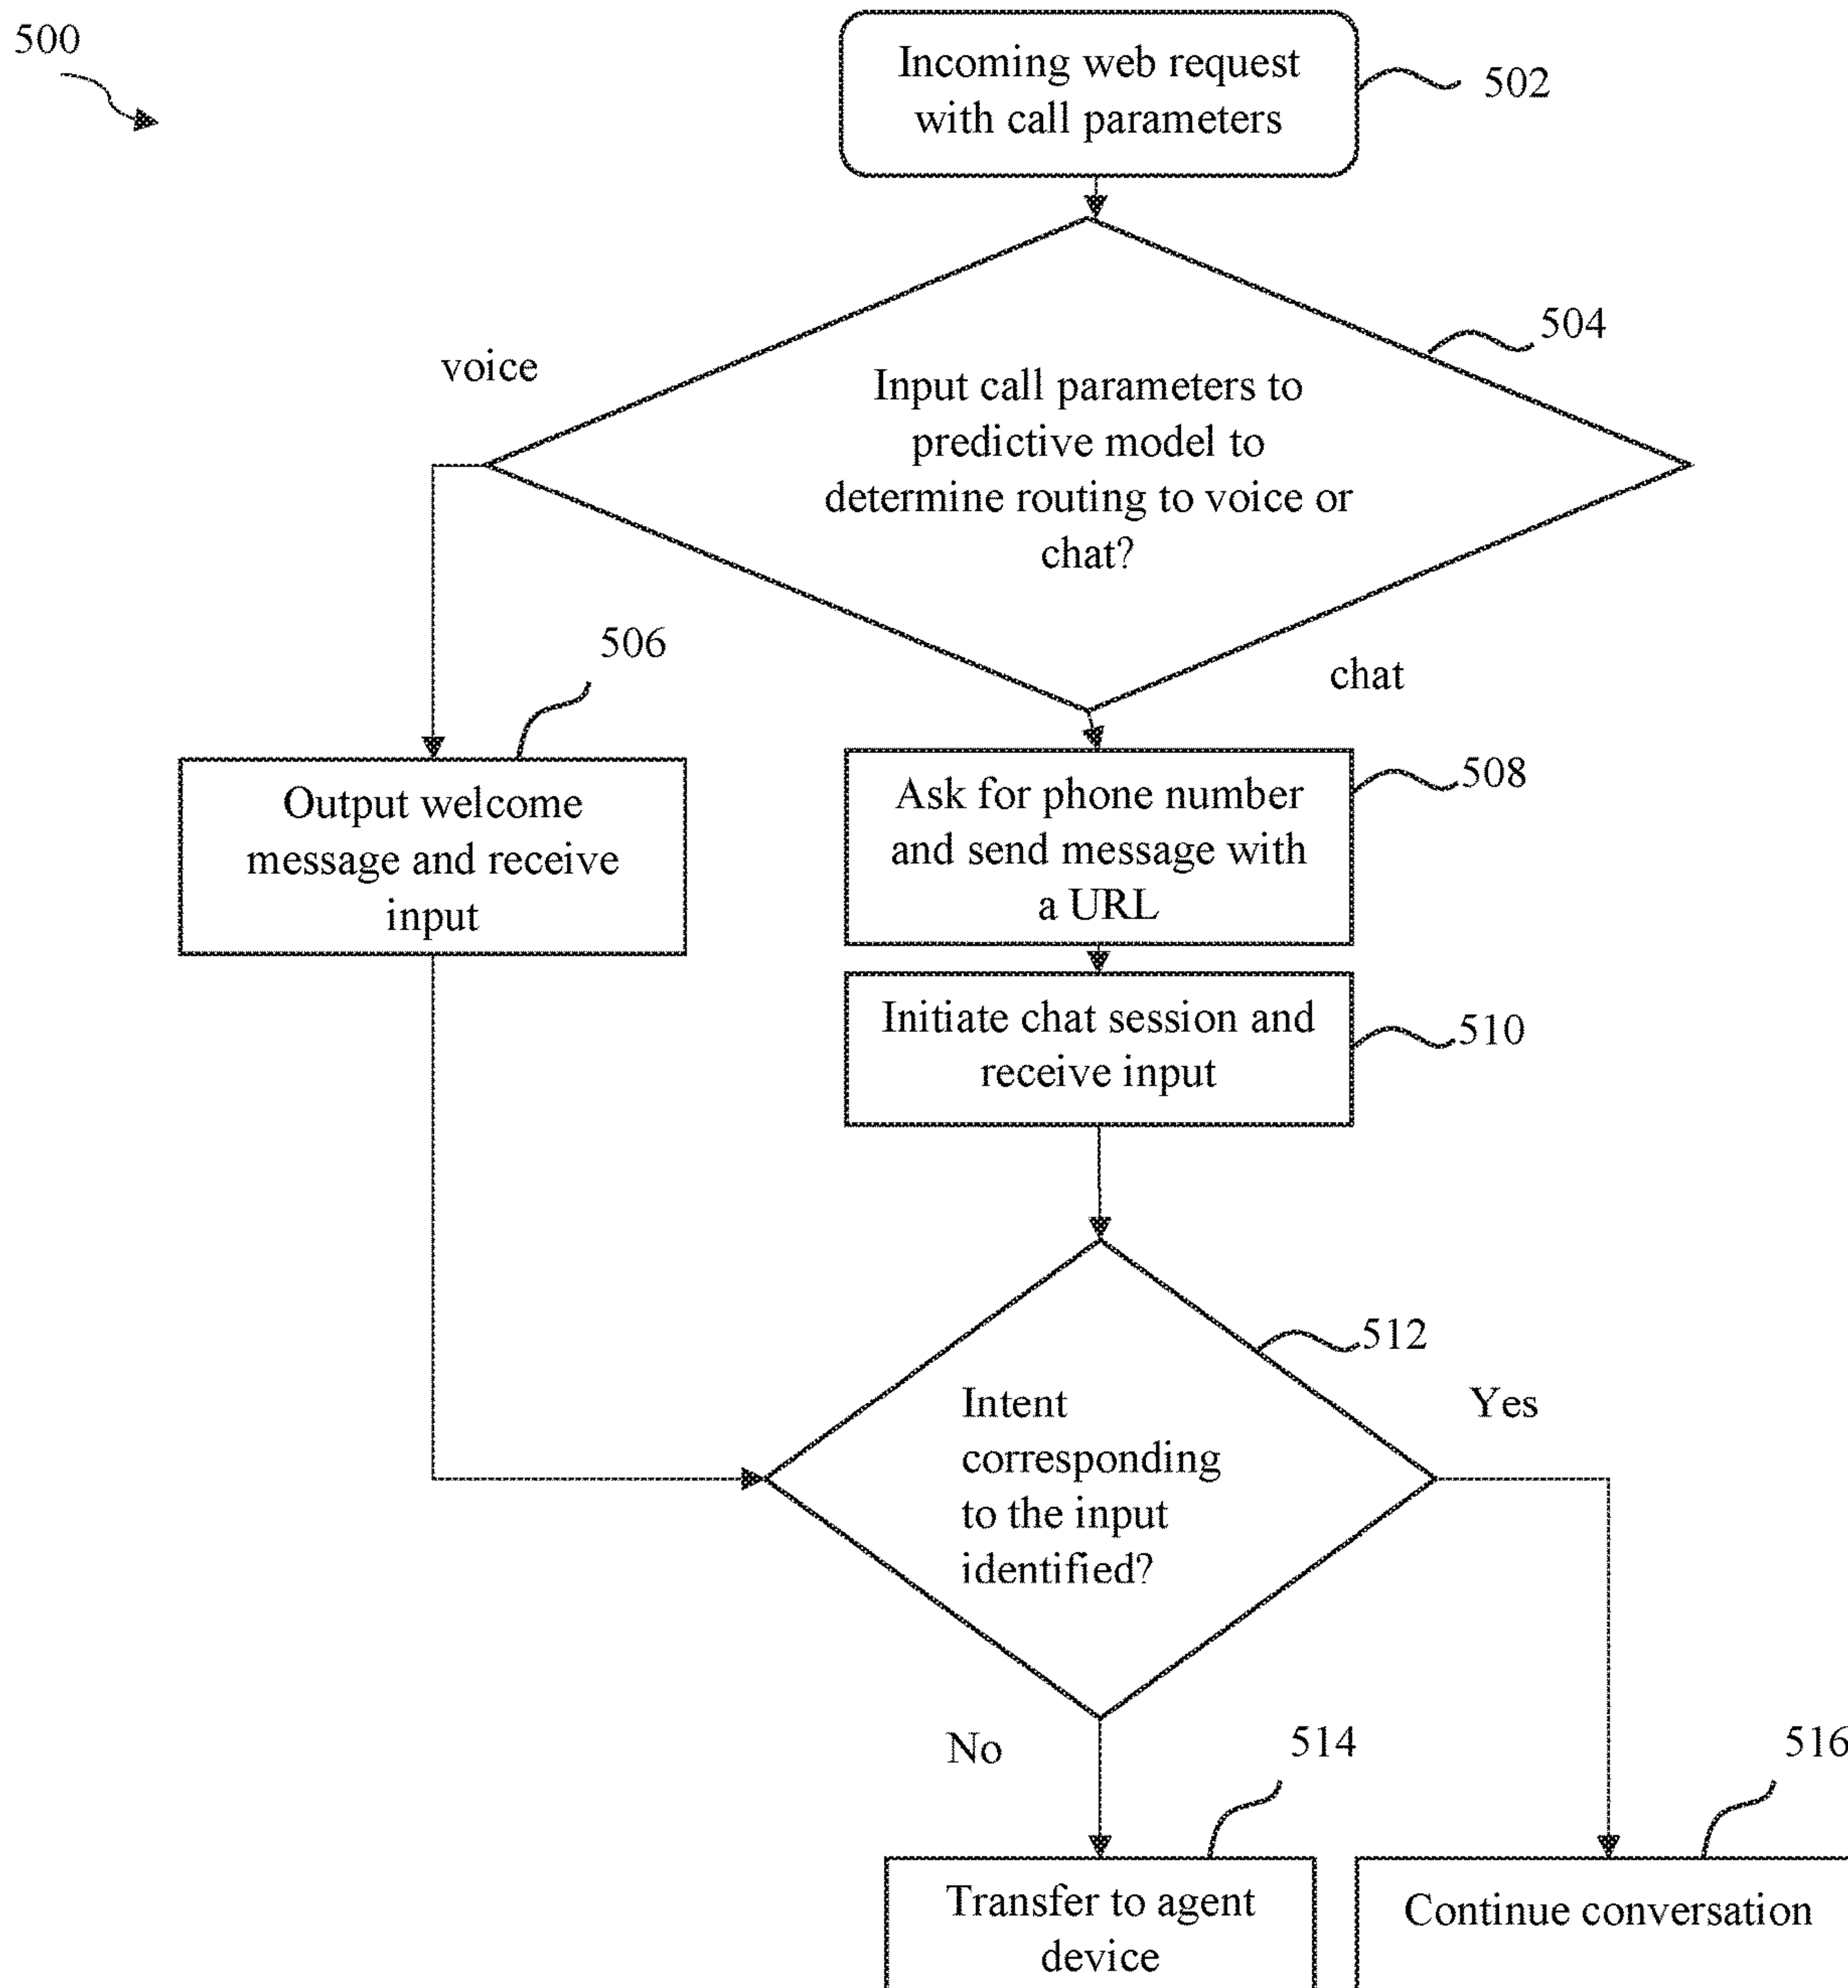 500
Incoming web request
with call parameters
502
504
voice
Input call parameters to
predictive model to
determine routing to voice or
chat?
506
chat
Output welcome
message and receive
input
508
Ask for phone number
and send message with
a URL
Initiate chat session and
receive input
510
512
Intent
corresponding
to the input
identified?
Yes
No
514
516
Transfer to agent
device
Continue conversation